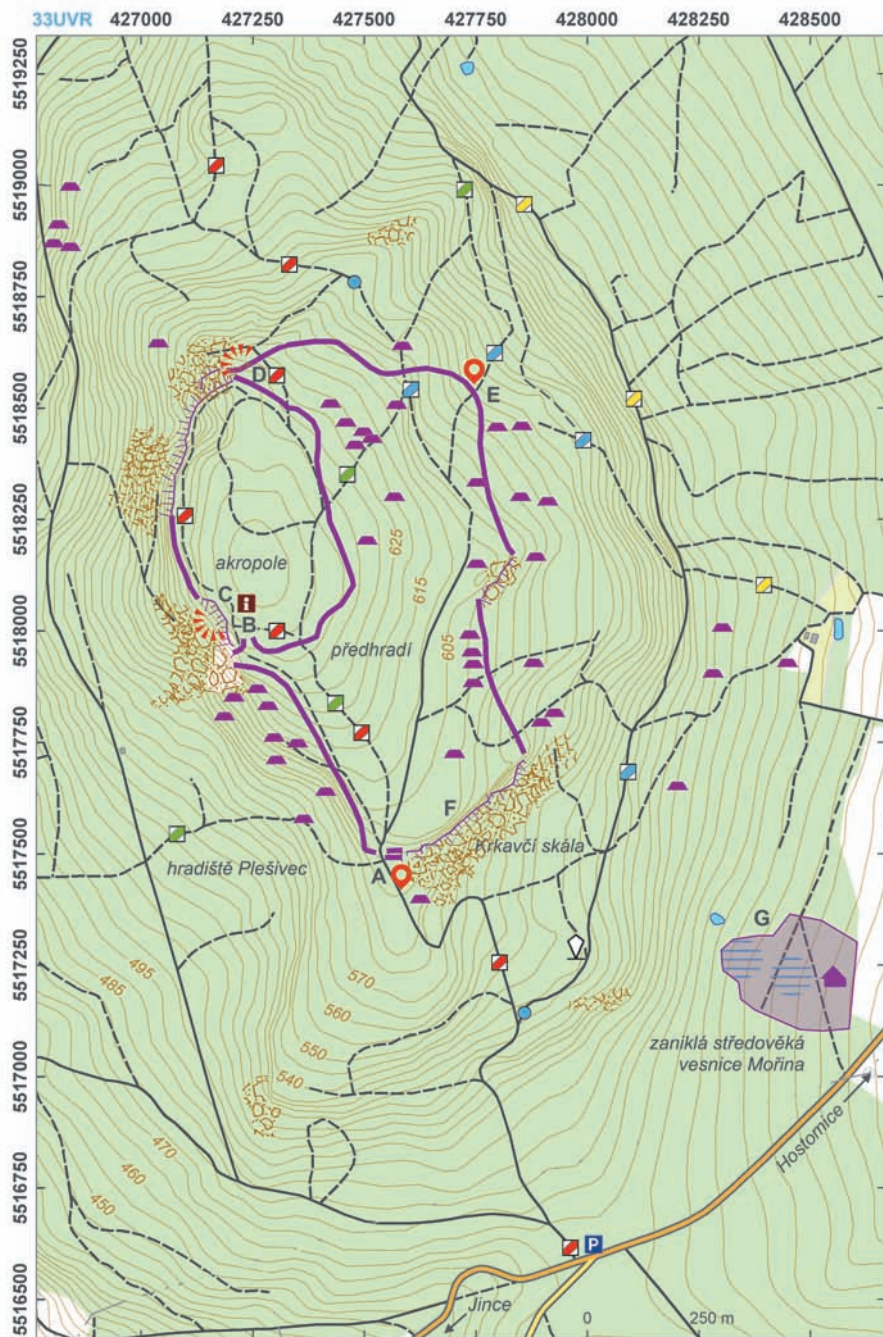 33UVR 427000 427250 427500 427750 428000 428250 428500
5519250
5519000
5518750
5518500
5518250
5518000
5517750
5517500
5517250
5517000
5516750
5516500
D
E
625
akropole
615
C
i
B
předhradí
605
F
Krkavčí skála
hradiště Plešivec
A
G
495
485
570
560
550
540
zaniklá středověká
vesnice Mořina
470
460
450
Hostomice
P
Jince
0 250 m